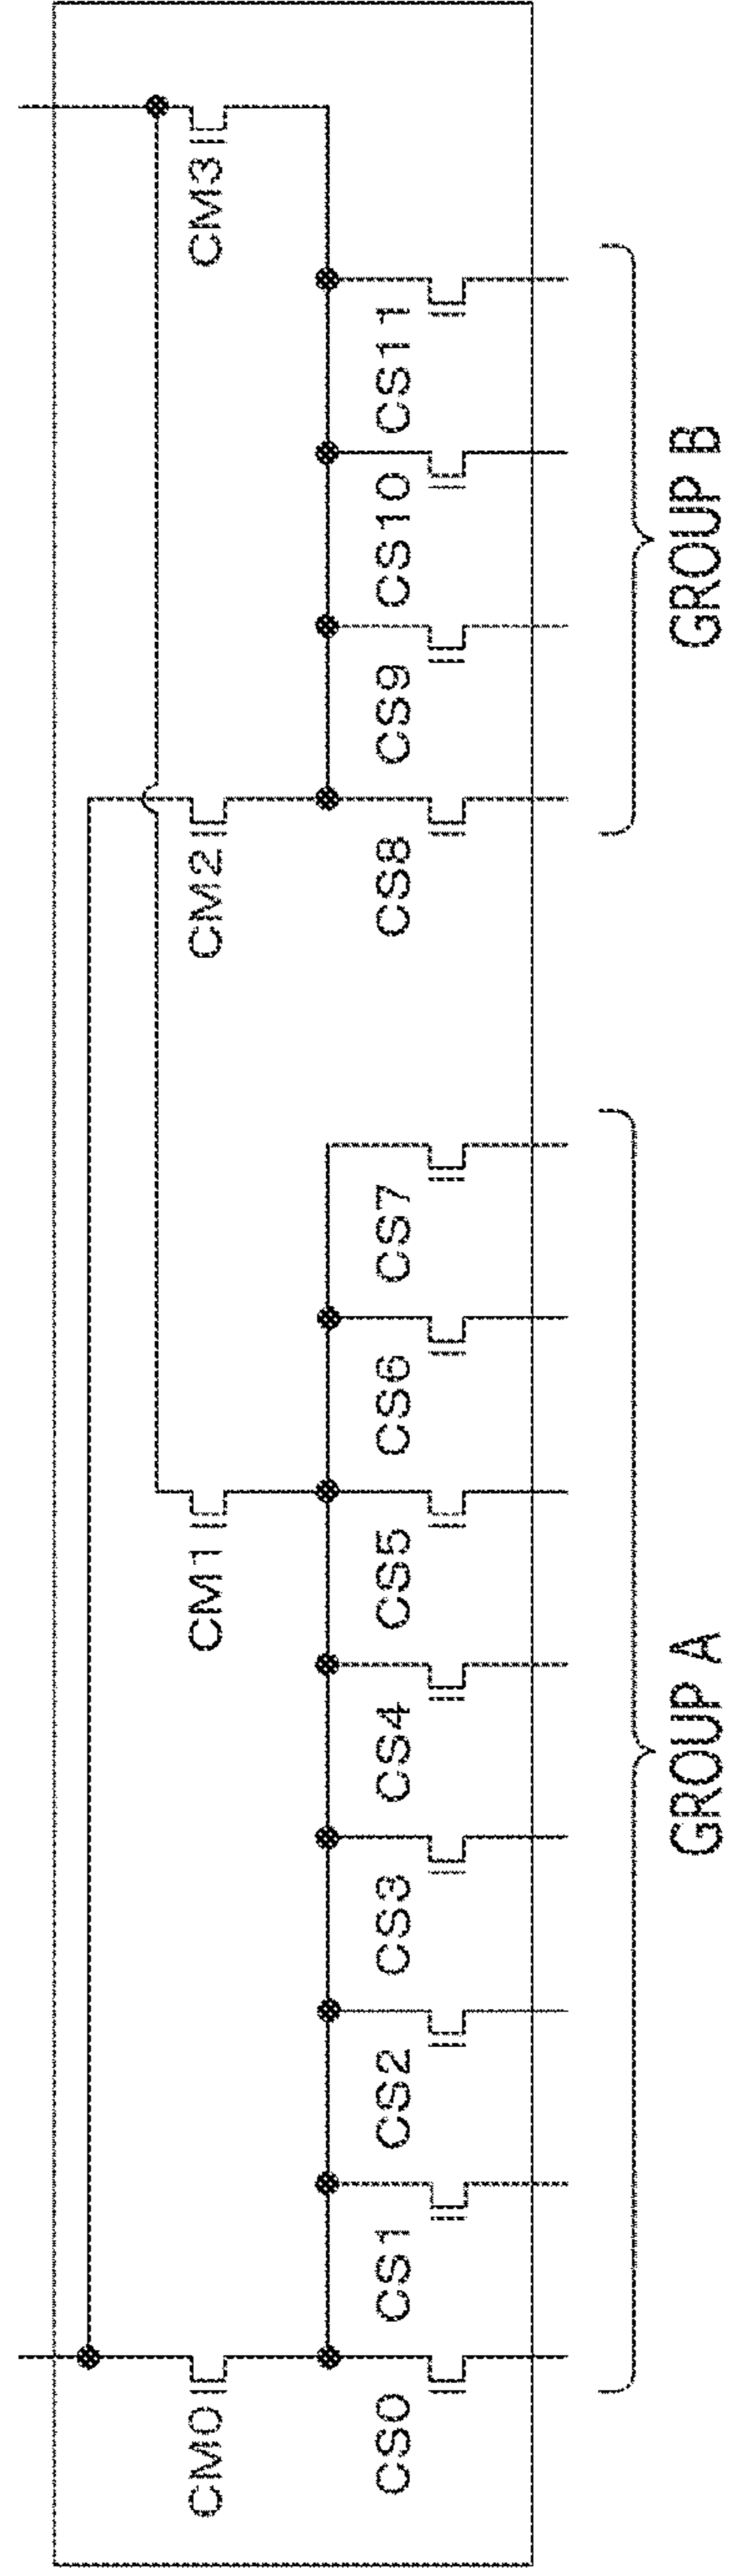 CM0
CM1
CM2
CM3
CS0
CS1
CS2
CS3
CS4
CS5
CS6
CS7
CS8
CS9
CS10
CS11
GROUP A
GROUP B